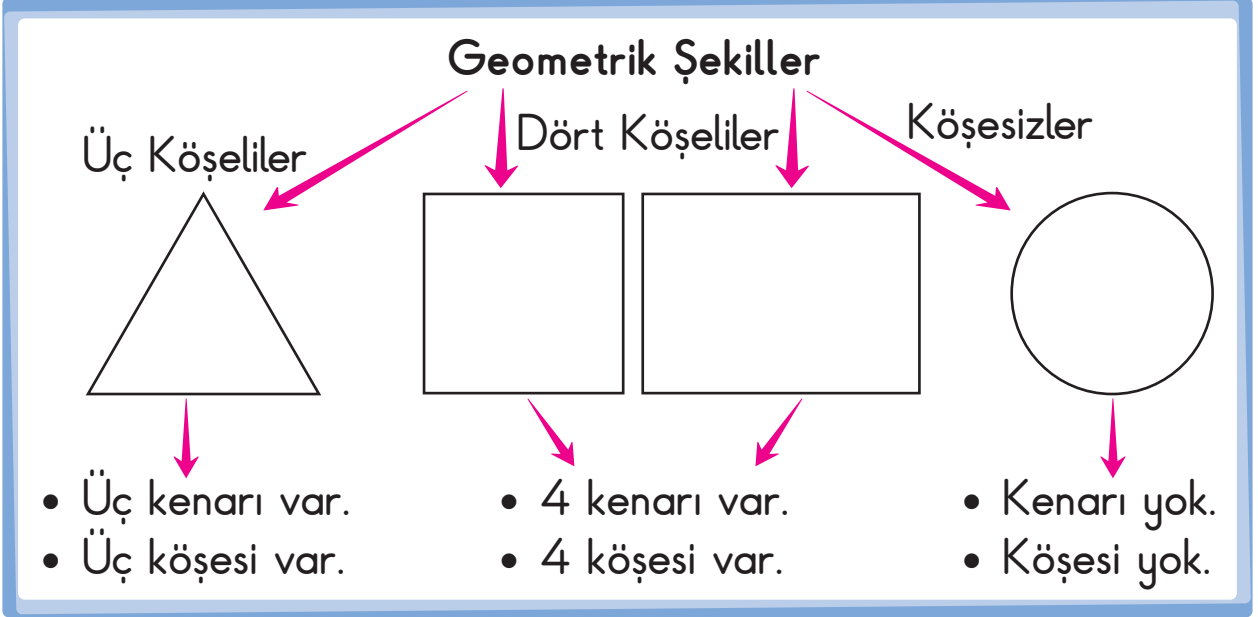 Geometrik Şekiller
Üç Köşeliler
Dört Köşeliler
Köşesizler
• Üç kenarı var.
• Üç köşesi var.
• 4 kenarı var.
• 4 köşesi var.
• Kenarı yok.
• Köşesi yok.